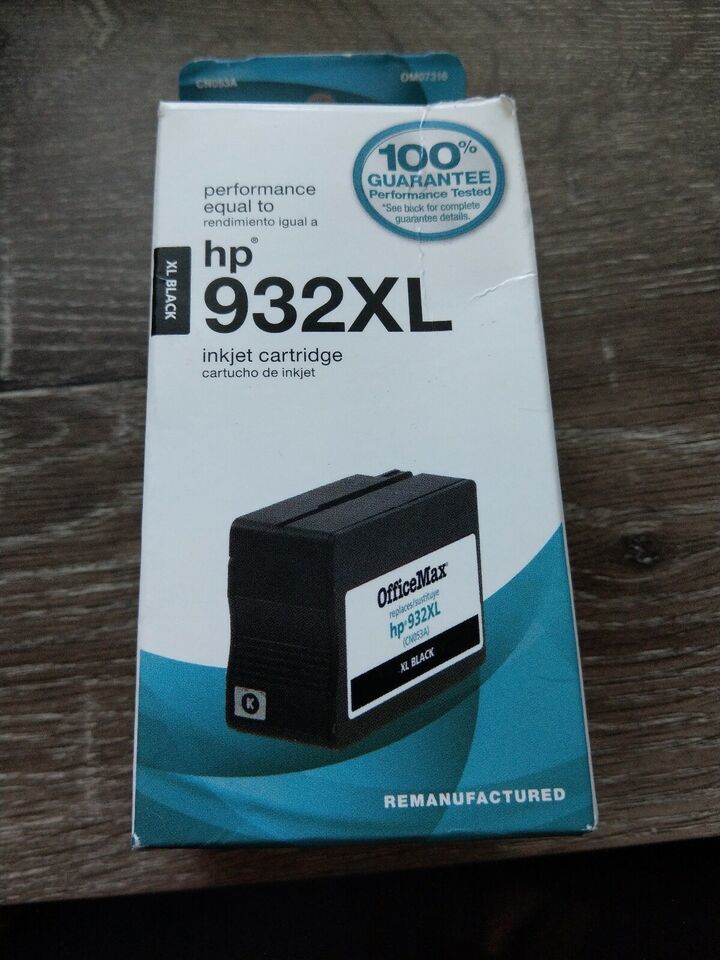 CN053A
OM07316
100%
GUARANTEE
Performance Tested
*See back for complete
guarantee details.
performance
equal to
rendimiento igual a
hp®
932XL
XL BLACK
inkjet cartridge
cartucho de inkjet
OfficeMax®
replaces/sustituye
hp® 932XL
(CN053A)
XL BLACK
K
REMANUFACTURED